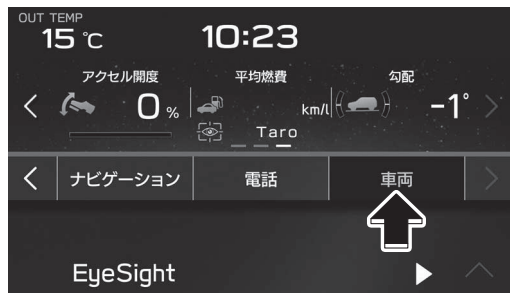 OUT TEMP
15 ℃
10:23
アクセル開度
平均燃費
勾配
0 %
km/l
-1°
Taro
ナビゲーション
電話
車両
EyeSight